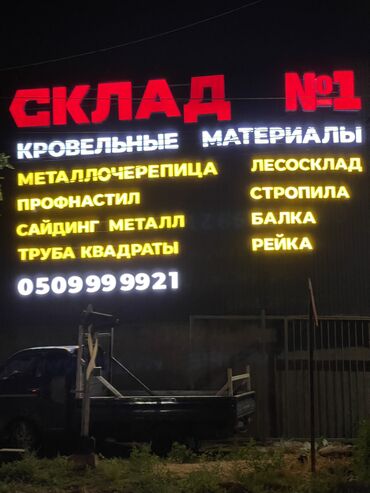 СКЛАД №1
КРОВЕЛЬНЫЕ МАТЕРИАЛЫ
МЕТАЛЛОЧЕРЕПИЦА
ПРОФНАСТИЛ
САЙДИНГ МЕТАЛЛ
ТРУБА КВАДРАТЫ
ЛЕСОСКЛАД
СТРОПИЛА
БАЛКА
РЕЙКА
0509999921